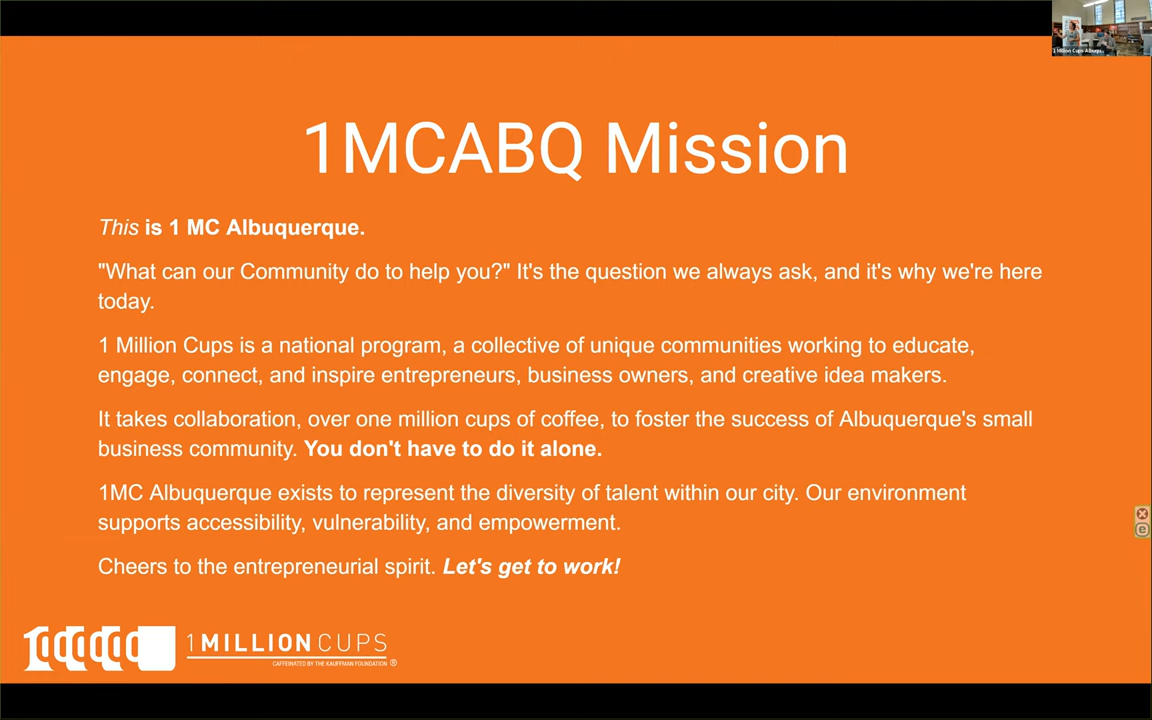 1 Million Cups Albuq...
1MCABQ Mission
This is 1 MC Albuquerque.
"What can our Community do to help you?" It's the question we always ask, and it's why we're here
today.
1 Million Cups is a national program, a collective of unique communities working to educate,
engage, connect, and inspire entrepreneurs, business owners, and creative idea makers.
It takes collaboration, over one million cups of coffee, to foster the success of Albuquerque's small
business community. You don't have to do it alone.
1MC Albuquerque exists to represent the diversity of talent within our city. Our environment
supports accessibility, vulnerability, and empowerment.
Cheers to the entrepreneurial spirit. Let's get to work!
1 MILLION CUPS
CAFFEINATED BY THE KAUFFMAN FOUNDATION ®